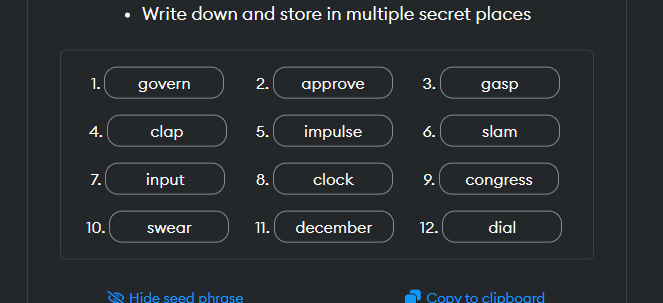 • Write down and store in multiple secret places
1. govern 2. approve 3. gasp
4. clap 5. impulse 6. slam
7. input 8. clock 9. congress
10. swear 11. december 12. dial
Hide seed phrase Copy to clipboard